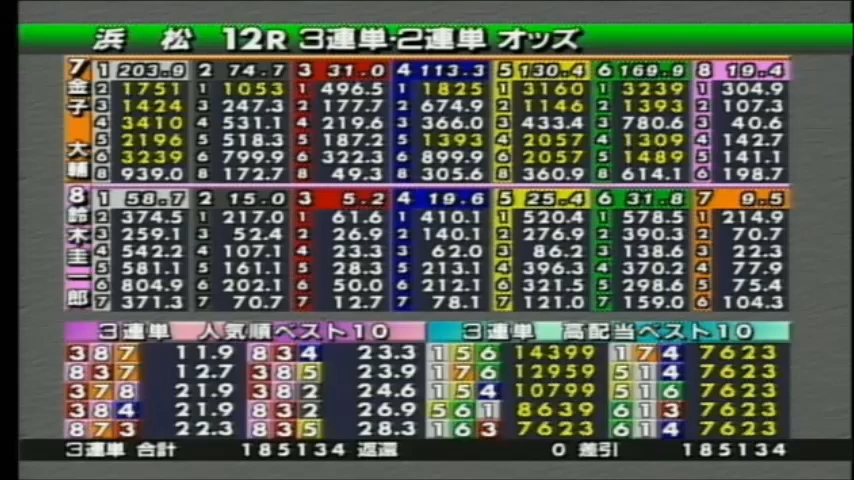 浜 松 12R 3連単・2連単 オッズ
7 1 203.9 2 74.7 3 31.0 4 113.3 5 130.4 6 169.9 8 19.4
金 2 1751 1 1053 1 496.5 1 1825 1 3160 1 3239 1 304.9
子 3 1424 3 247.3 2 177.7 2 674.9 2 1146 2 1393 2 107.3
4 3410 4 531.1 4 219.6 3 366.0 3 433.4 3 780.6 3 40.6
大 5 2196 5 518.3 5 187.2 5 1393 4 2057 4 1309 4 142.7
輔 6 3239 6 799.9 6 322.3 6 899.9 6 2057 5 1489 5 141.1
8 939.0 8 172.7 8 49.3 8 305.6 8 360.9 8 614.1 6 198.7
8 1 58.7 2 15.0 3 5.2 4 19.6 5 25.4 6 31.8 7 9.5
鈴 2 374.5 1 217.0 1 61.6 1 410.1 1 520.4 1 578.5 1 214.9
木 3 259.1 3 52.4 2 26.9 2 140.1 2 276.9 2 390.3 2 70.7
圭 4 542.2 4 107.1 4 23.3 3 62.0 3 86.2 3 138.6 3 22.3
一 5 581.1 5 161.1 5 28.3 5 213.1 4 396.3 4 370.2 4 77.9
郎 6 804.9 6 202.1 6 50.0 6 212.1 6 321.5 5 298.6 5 75.4
7 371.3 7 70.7 7 12.7 7 78.1 7 121.0 7 159.0 6 104.3
3連単 人気順ベスト10 3連単 高配当ベスト10
3 8 7 11.9 8 3 4 23.3 1 5 6 14399 1 7 4 7623
8 3 7 12.7 3 8 5 23.9 1 7 6 12959 5 1 4 7623
3 7 8 21.9 3 8 2 24.6 1 5 4 10799 5 1 6 7623
3 8 4 21.9 8 3 2 26.9 5 6 1 8639 6 1 3 7623
8 7 3 22.3 8 3 5 28.3 1 6 3 7623 6 1 4 7623
3連単 合計 185134 返還 0 差引 185134